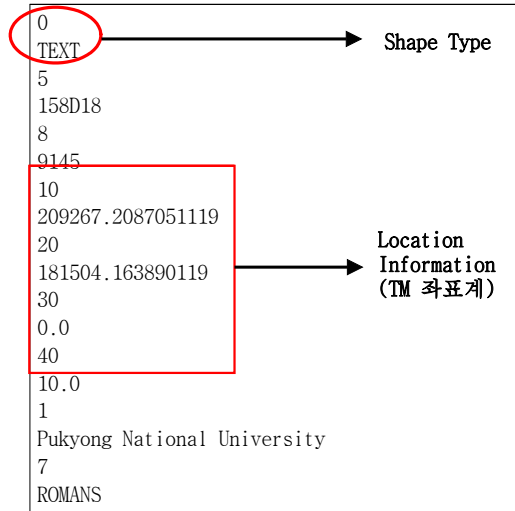 0
TEXT
5
158D18
8
9145
10
209267.2087051119
20
181504.163890119
30
0.0
40
10.0
1
Pukyong National University
7
ROMANS
Shape Type
Location
Information
(TM 좌표계)